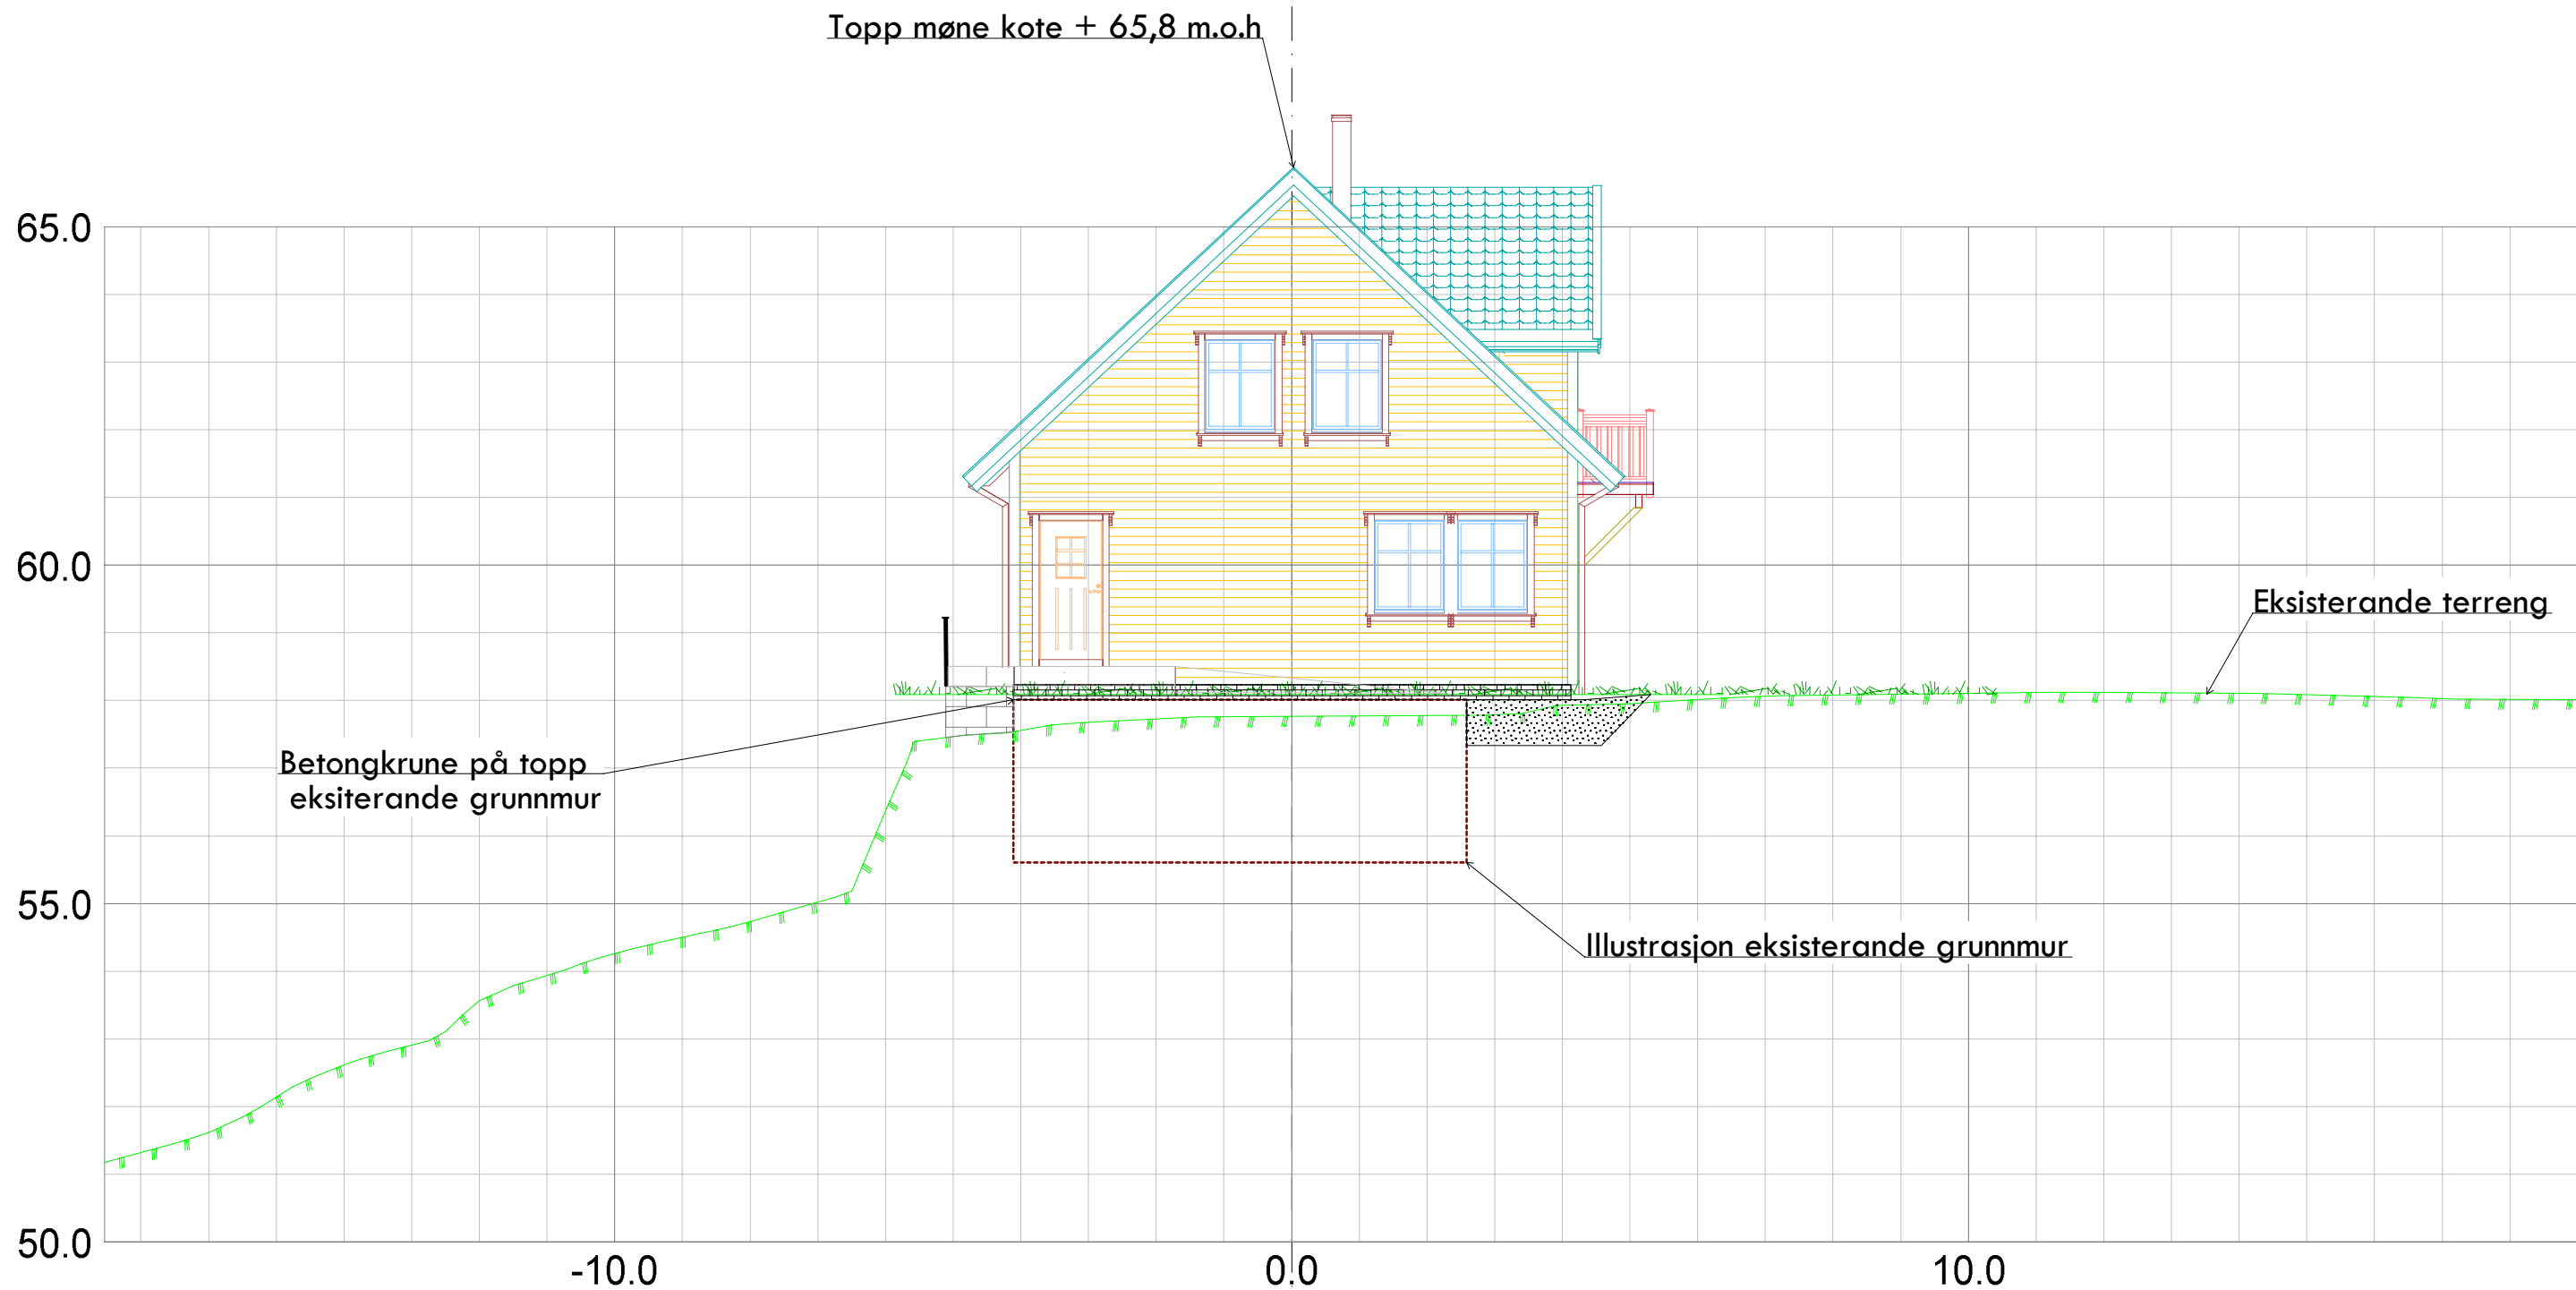 Topp møne kote + 65,8 m.o.h
65.0
60.0
Eksisterande terreng
Betongkrune på topp
eksiterande grunnmur
55.0
Illustrasjon eksisterande grunnmur
50.0
-10.0
0.0
10.0